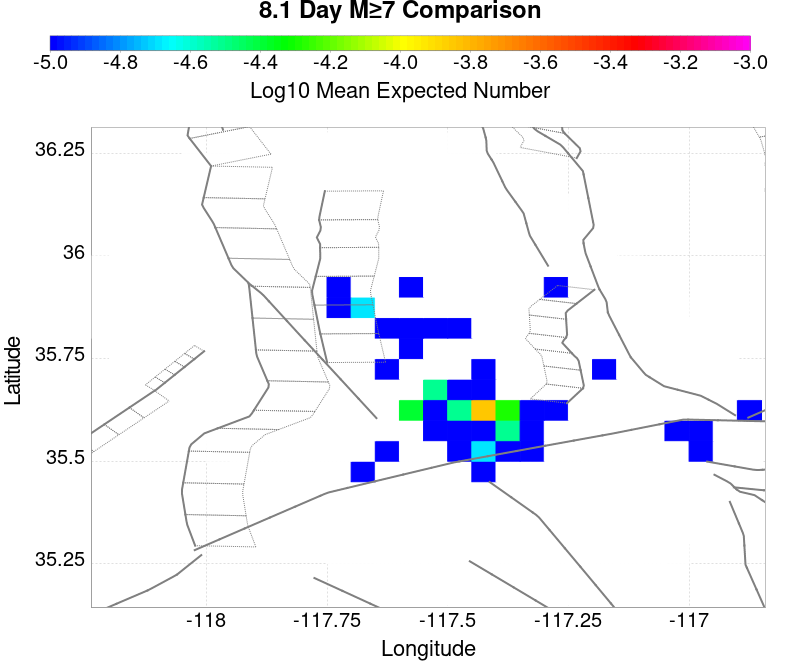 8.1 Day M≥7 Comparison
-5.0 -4.8 -4.6 -4.4 -4.2 -4.0 -3.8 -3.6 -3.4 -3.2 -3.0
Log10 Mean Expected Number
36.25
36
35.75
35.5
35.25
Latitude
-118 -117.75 -117.5 -117.25 -117
Longitude